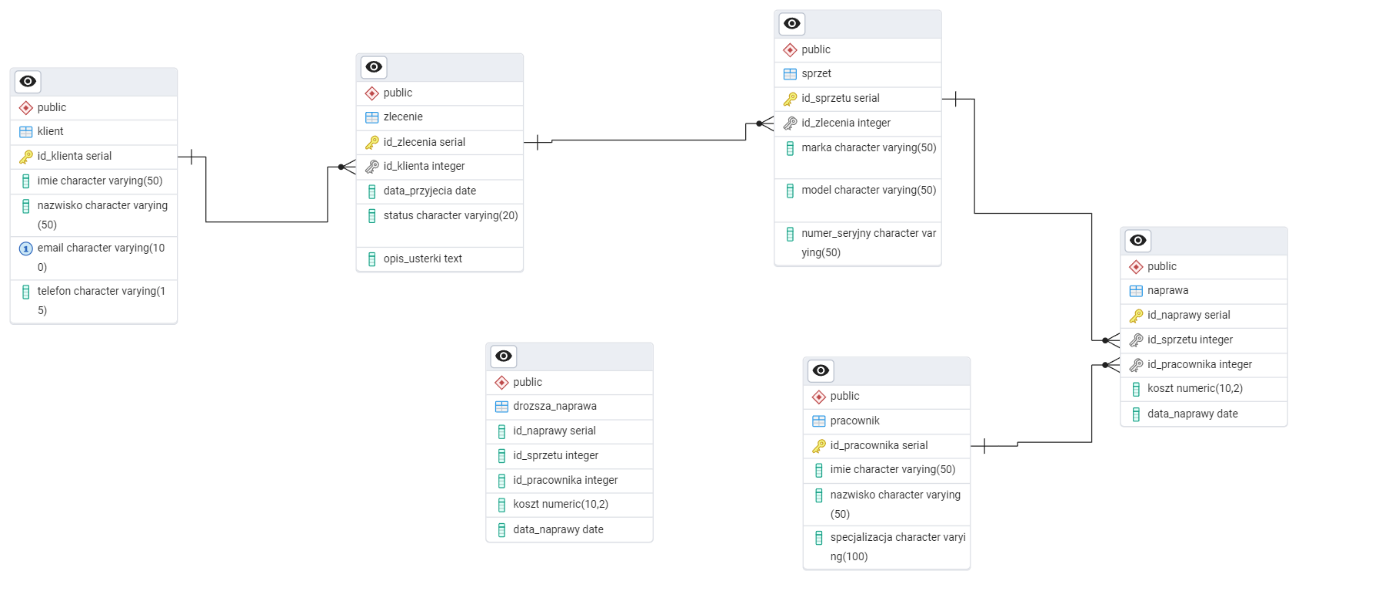 public
klient
id_klienta serial
imie character varying(50)
nazwisko character varying
(50)
1
email character varying(10
0)
telefon character varying(1
5)
public
zlecenie
id_zlecenia serial
id_klienta integer
data_przyjecia date
status character varying(20)
opis_usterki text
public
sprzet
id_sprzetu serial
id_zlecenia integer
marka character varying(50)
model character varying(50)
numer_seryjny character var
ying(50)
public
naprawa
id_naprawy serial
id_sprzetu integer
id_pracownika integer
koszt numeric(10,2)
data_naprawy date
public
drozsza_naprawa
id_naprawy serial
id_sprzetu integer
id_pracownika integer
koszt numeric(10,2)
data_naprawy date
public
pracownik
id_pracownika serial
imie character varying(50)
nazwisko character varying
(50)
specjalizacja character varyi
ng(100)